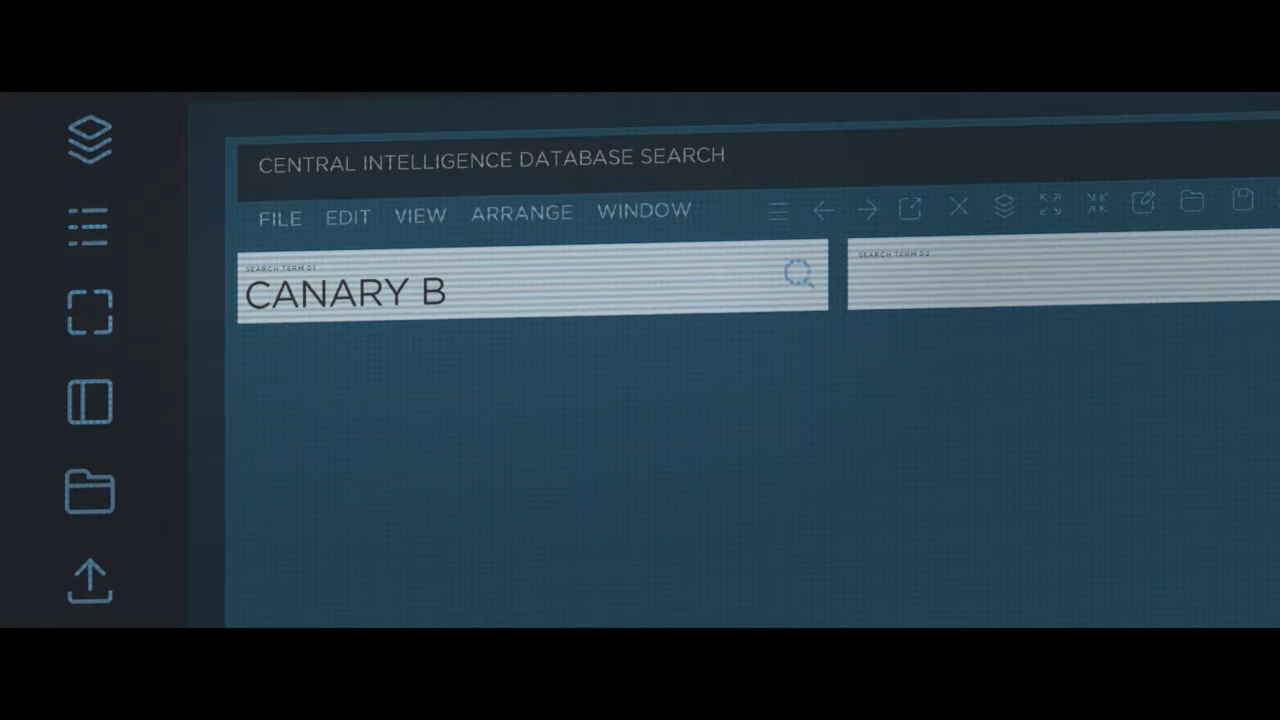 CENTRAL INTELLIGENCE DATABASE SEARCH
FILE EDIT VIEW ARRANGE WINDOW
SEARCH TERM 01
CANARY B
SEARCH TERM 02